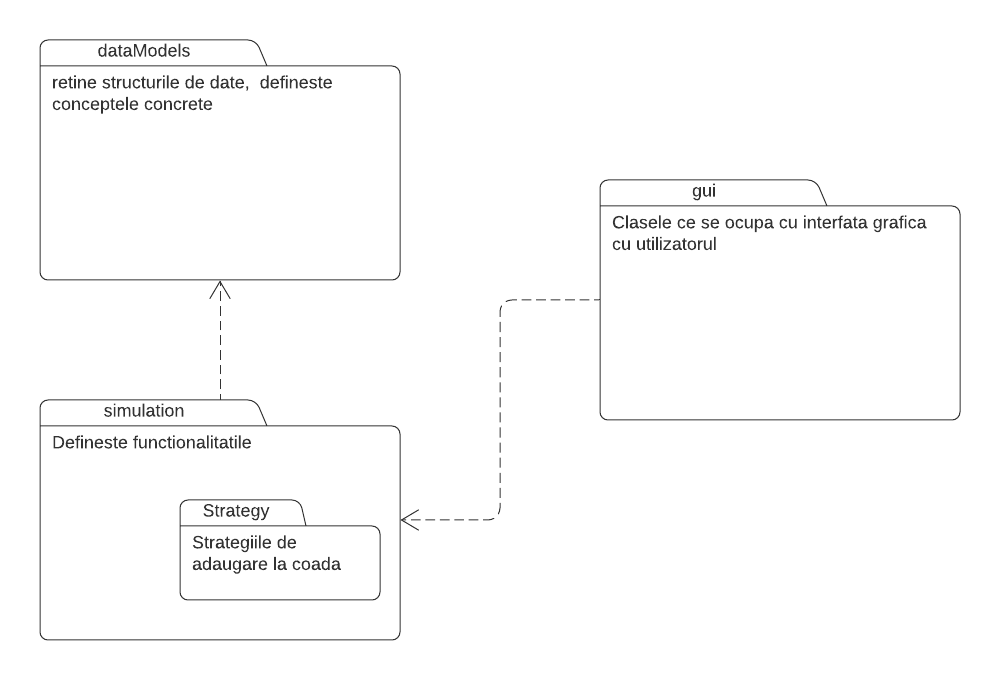 dataModels
retine structurile de date,  defineste
conceptele concrete
gui
Clasele ce se ocupa cu interfata grafica
cu utilizatorul
simulation
Defineste functionalitatile
Strategy
Strategiile de
adaugare la coada